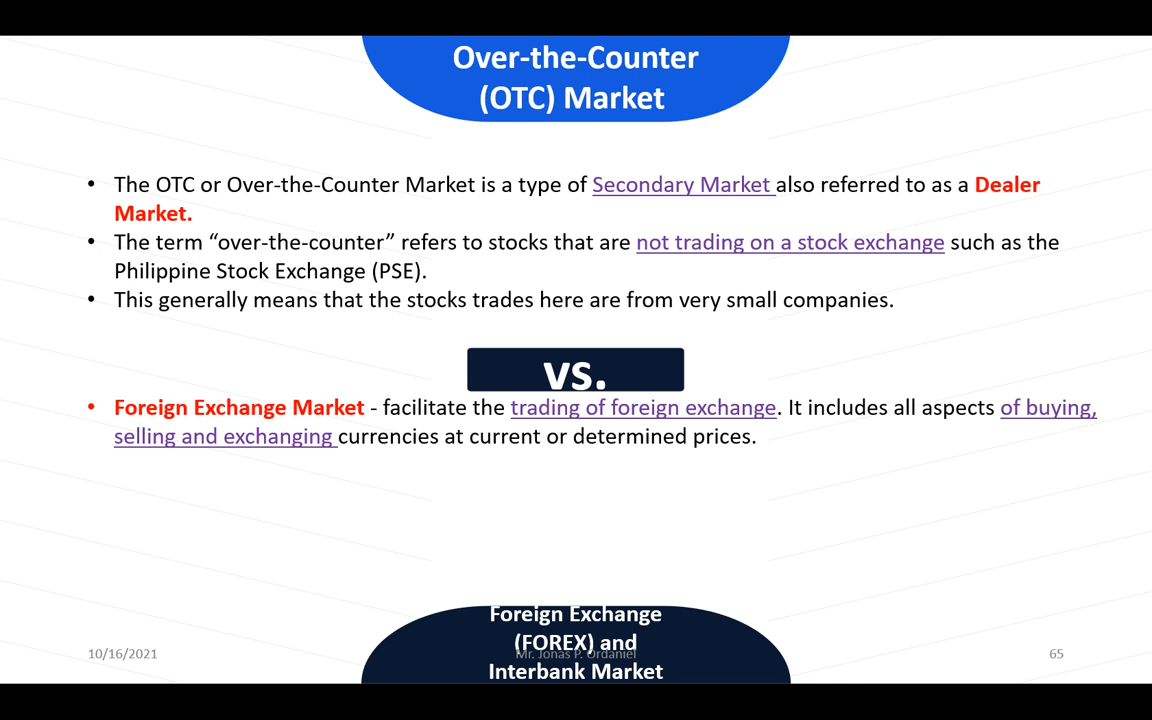 Over-the-Counter
(OTC) Market
• The OTC or Over-the-Counter Market is a type of Secondary Market also referred to as a Dealer
Market.
• The term “over-the-counter” refers to stocks that are not trading on a stock exchange such as the
Philippine Stock Exchange (PSE).
• This generally means that the stocks trades here are from very small companies.
vs.
• Foreign Exchange Market - facilitate the trading of foreign exchange. It includes all aspects of buying,
selling and exchanging currencies at current or determined prices.
Foreign Exchange
(FOREX) and
Interbank Market
10/16/2021
Mr. Jonas P. Ordaniel
65